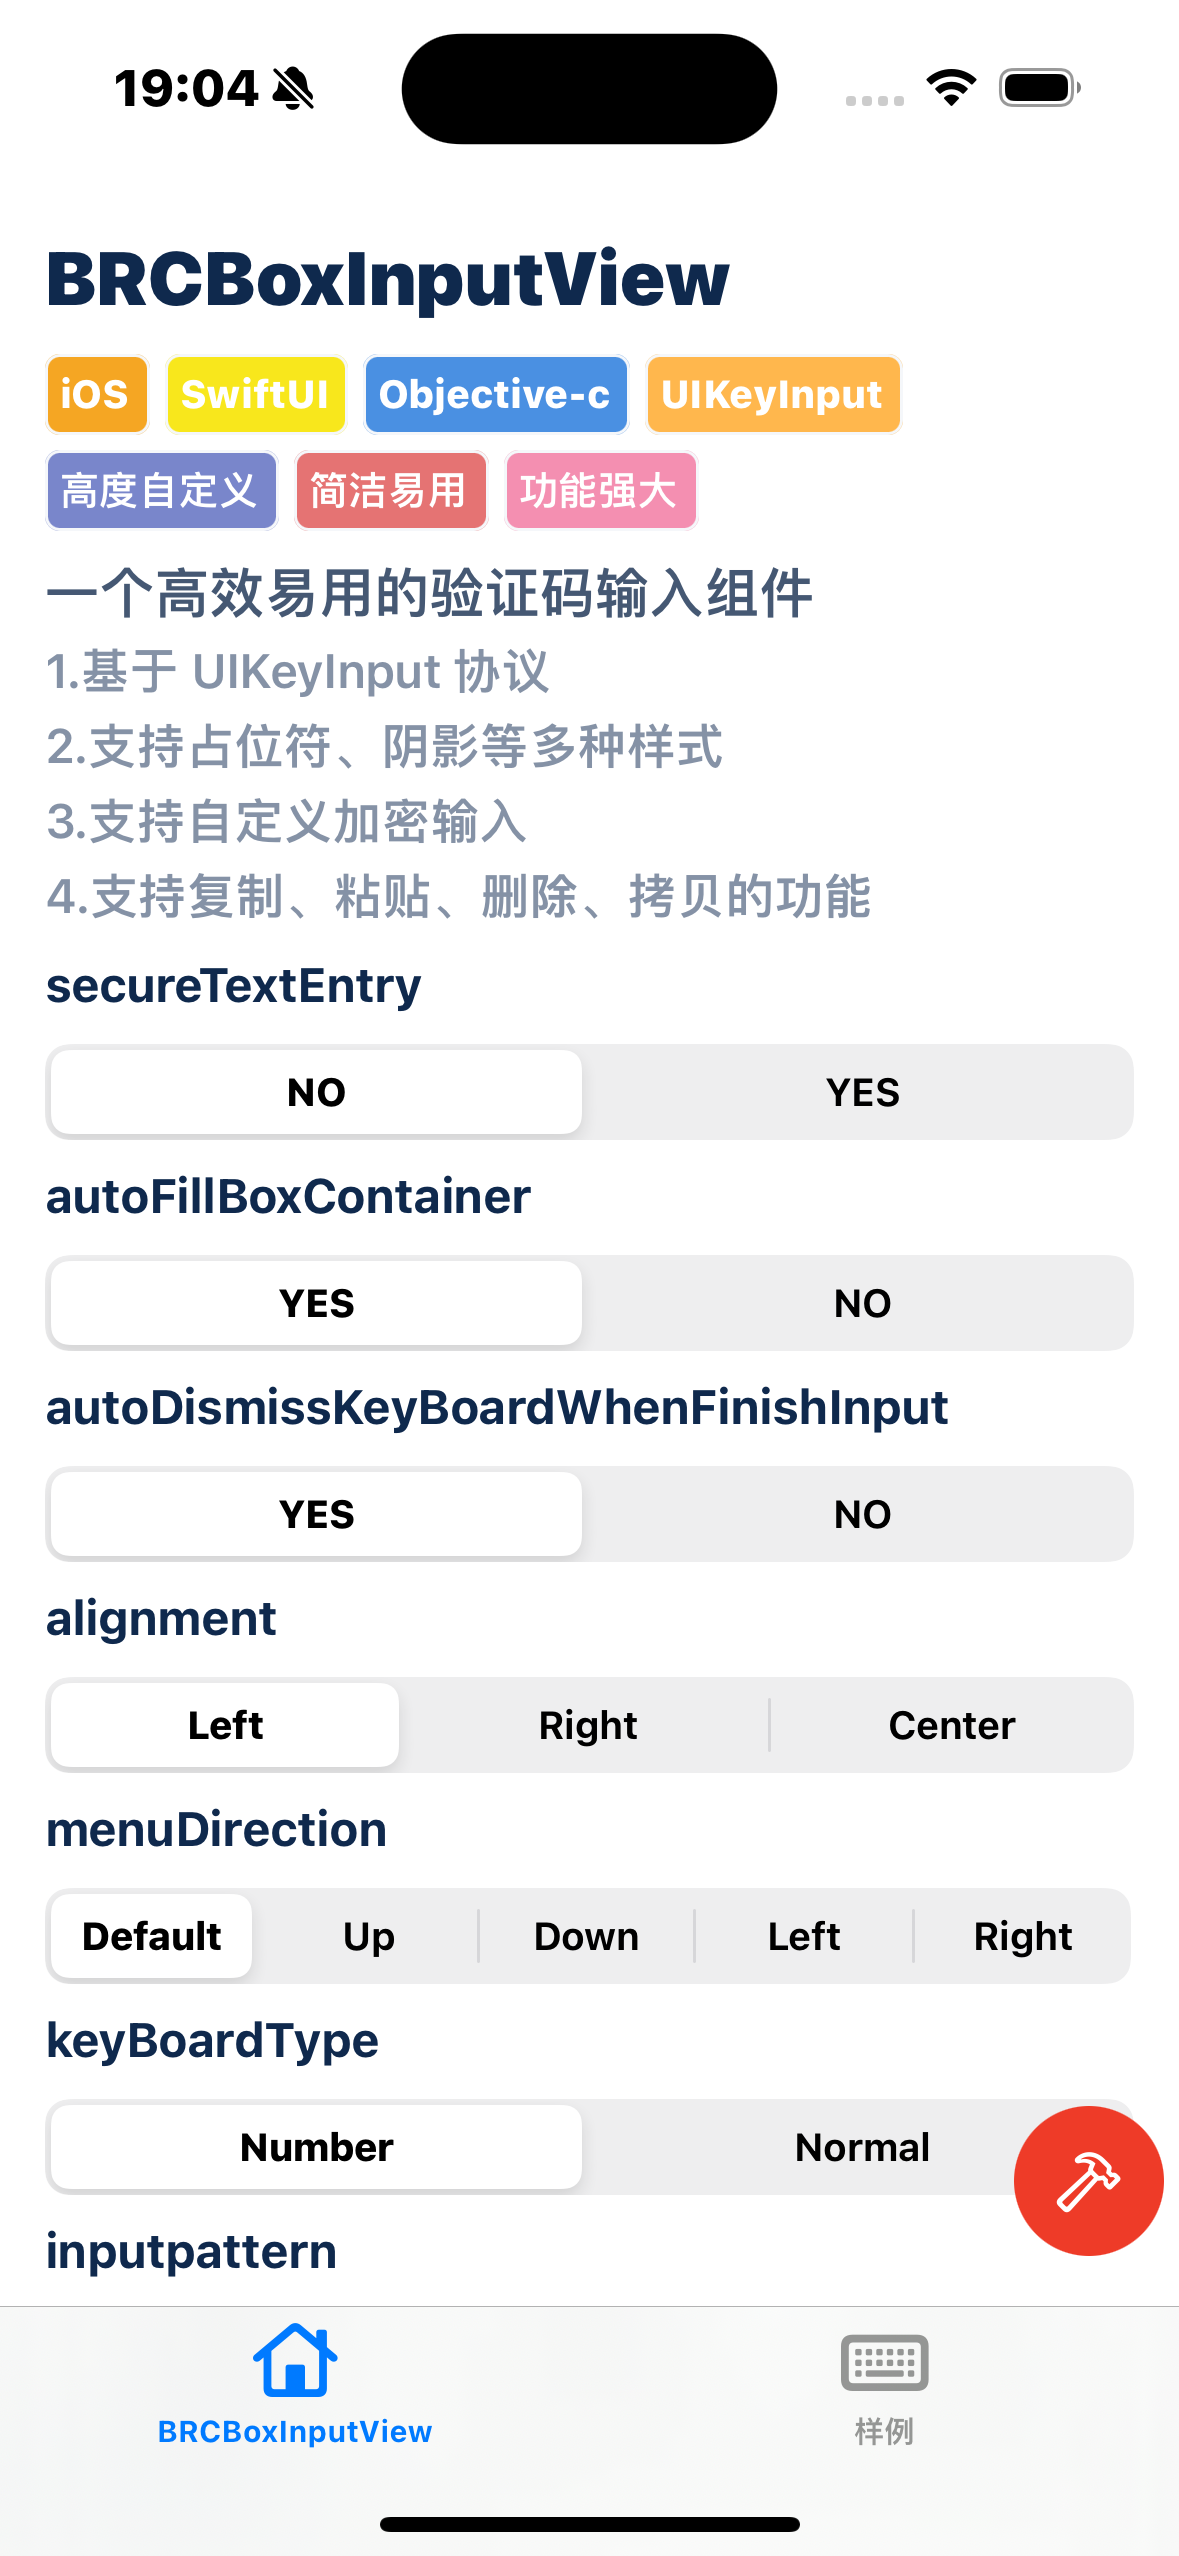 19:04
BRCBoxInputView
iOS SwiftUI Objective-c UIKeyInput
高度自定义 简洁易用 功能强大
一个高效易用的验证码输入组件
1.基于 UIKeyInput 协议
2.支持占位符、阴影等多种样式
3.支持自定义加密输入
4.支持复制、粘贴、删除、拷贝的功能
secureTextEntry
NO YES
autoFillBoxContainer
YES NO
autoDismissKeyBoardWhenFinishInput
YES NO
alignment
Left Right Center
menuDirection
Default Up Down Left Right
keyBoardType
Number Normal
inputpattern
BRCBoxInputView 样例